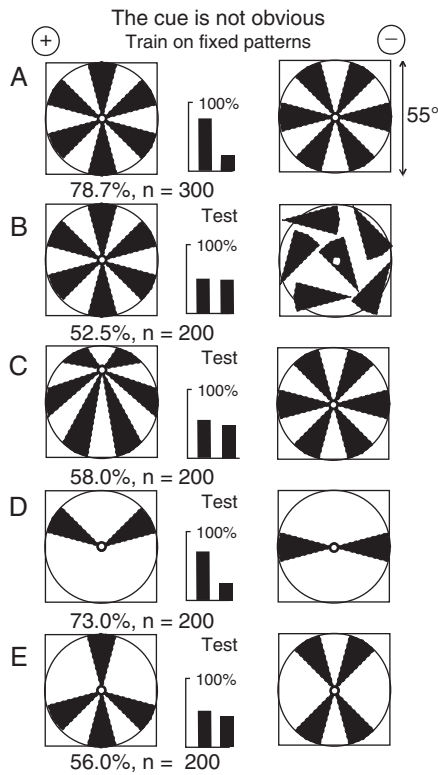 The cue is not obvious
+ Train on fixed patterns −
A
100%
55°
78.7%, n = 300
B
Test
100%
52.5%, n = 200
C
Test
100%
58.0%, n = 200
D
Test
100%
73.0%, n = 200
E
Test
100%
56.0%, n = 200